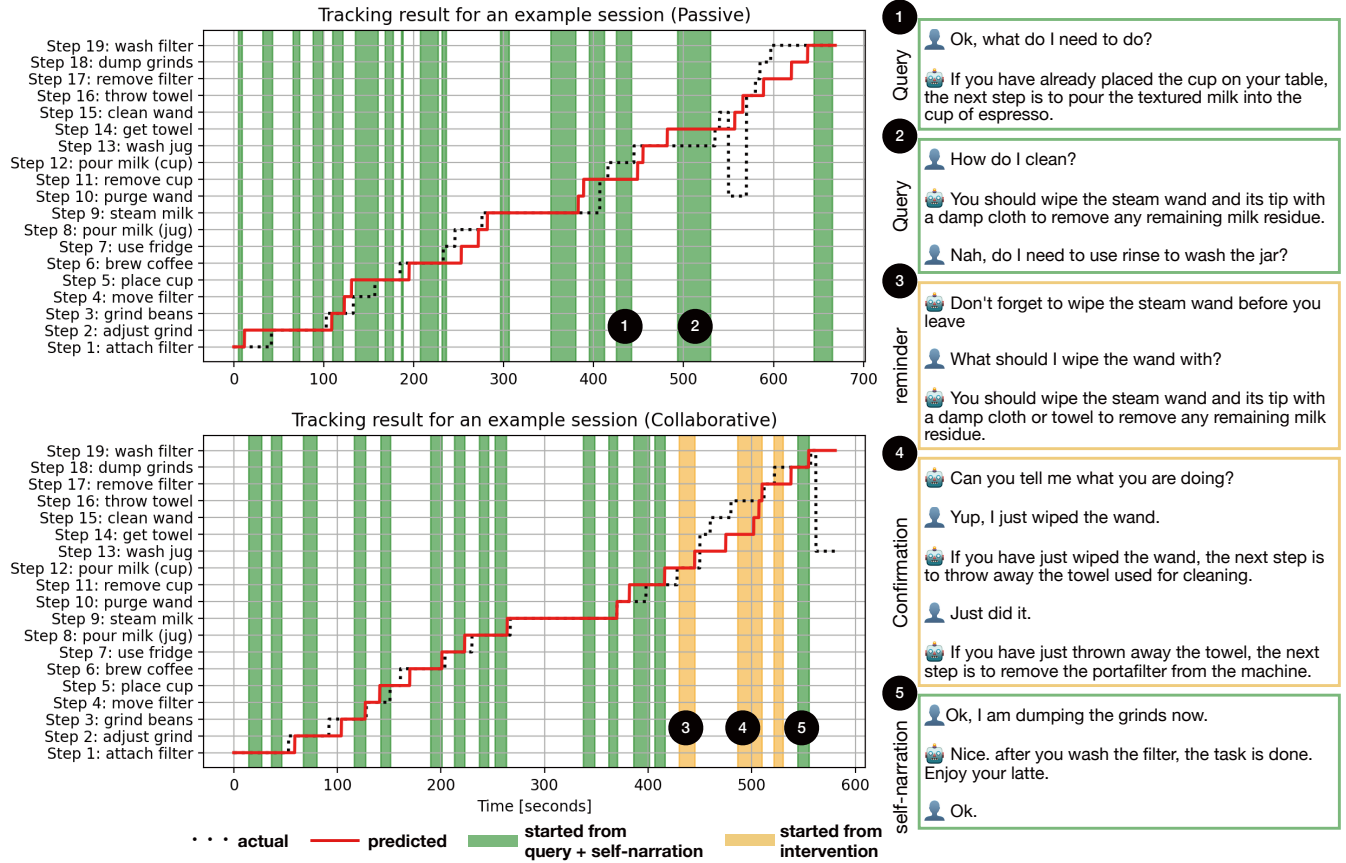 Tracking result for an example session (Passive)
Step 19: wash filter
Step 18: dump grinds
Step 17: remove filter
Step 16: throw towel
Step 15: clean wand
Step 14: get towel
Step 13: wash jug
Step 12: pour milk (cup)
Step 11: remove cup
Step 10: purge wand
Step 9: steam milk
Step 8: pour milk (jug)
Step 7: use fridge
Step 6: brew coffee
Step 5: place cup
Step 4: move filter
Step 3: grind beans
Step 2: adjust grind
Step 1: attach filter
1
2
0 100 200 300 400 500 600 700
Tracking result for an example session (Collaborative)
Step 19: wash filter
Step 18: dump grinds
Step 17: remove filter
Step 16: throw towel
Step 15: clean wand
Step 14: get towel
Step 13: wash jug
Step 12: pour milk (cup)
Step 11: remove cup
Step 10: purge wand
Step 9: steam milk
Step 8: pour milk (jug)
Step 7: use fridge
Step 6: brew coffee
Step 5: place cup
Step 4: move filter
Step 3: grind beans
Step 2: adjust grind
Step 1: attach filter
3
4
5
0 100 200 300 400 500 600
Time [seconds]
actual
predicted
started from
query + self-narration
started from
intervention
1
Query
Ok, what do I need to do?
If you have already placed the cup on your table,
the next step is to pour the textured milk into the
cup of espresso.
2
Query
How do I clean?
You should wipe the steam wand and its tip with
a damp cloth to remove any remaining milk residue.
Nah, do I need to use rinse to wash the jar?
3
reminder
Don't forget to wipe the steam wand before you
leave
What should I wipe the wand with?
You should wipe the steam wand and its tip with
a damp cloth or towel to remove any remaining milk
residue.
4
Confirmation
Can you tell me what you are doing?
Yup, I just wiped the wand.
If you have just wiped the wand, the next step is
to throw away the towel used for cleaning.
Just did it.
If you have just thrown away the towel, the next
step is to remove the portafilter from the machine.
5
self-narration
Ok, I am dumping the grinds now.
Nice. after you wash the filter, the task is done.
Enjoy your latte.
Ok.